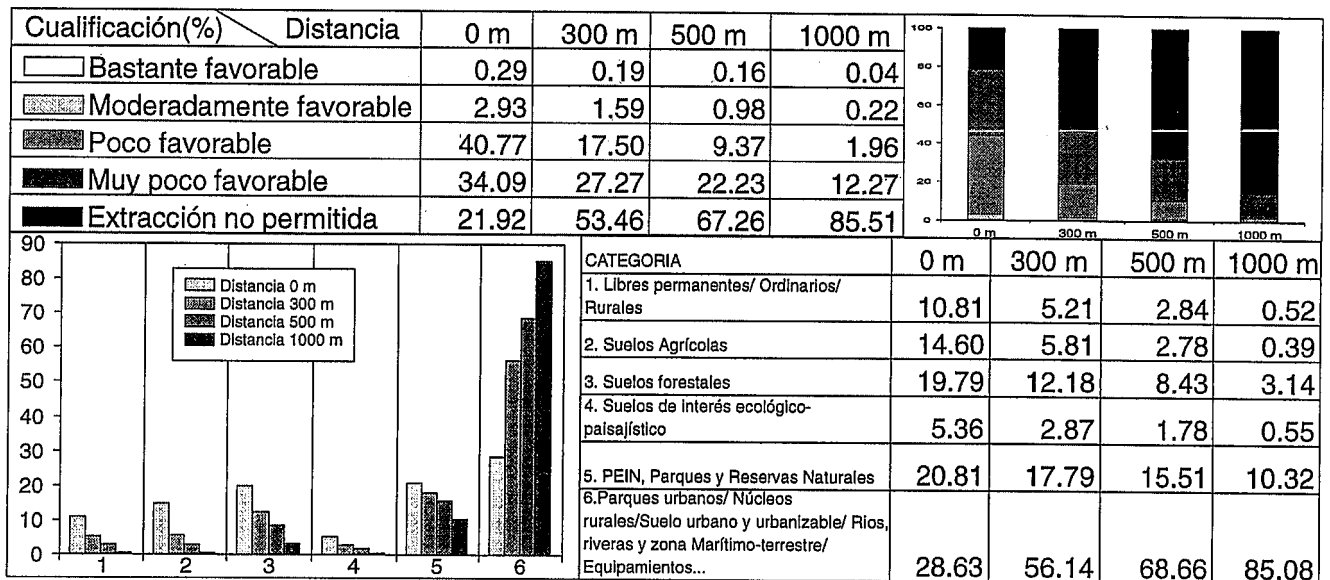 Cualificación(%) Distancia 0 m 300 m 500 m 1000 m
Bastante favorable 0.29 0.19 0.16 0.04
Moderadamente favorable 2.93 1.59 0.98 0.22
Poco favorable 40.77 17.50 9.37 1.96
Muy poco favorable 34.09 27.27 22.23 12.27
Extracción no permitida 21.92 53.46 67.26 85.51
100
80
60
40
20
0
0 m 300 m 500 m 1000 m
90
80
70
60
50
40
30
20
10
0
Distancia 0 m
Distancia 300 m
Distancia 500 m
Distancia 1000 m
1 2 3 4 5 6
CATEGORIA 0 m 300 m 500 m 1000 m
1. Libres permanentes/ Ordinarios/
Rurales 10.81 5.21 2.84 0.52
2. Suelos Agrícolas 14.60 5.81 2.78 0.39
3. Suelos forestales 19.79 12.18 8.43 3.14
4. Suelos de interés ecológico-
paisajístico 5.36 2.87 1.78 0.55
5. PEIN, Parques y Reservas Naturales 20.81 17.79 15.51 10.32
6.Parques urbanos/ Núcleos
rurales/Suelo urbano y urbanizable/ Rios,
riveras y zona Marítimo-terrestre/
Equipamientos... 28.63 56.14 68.66 85.08